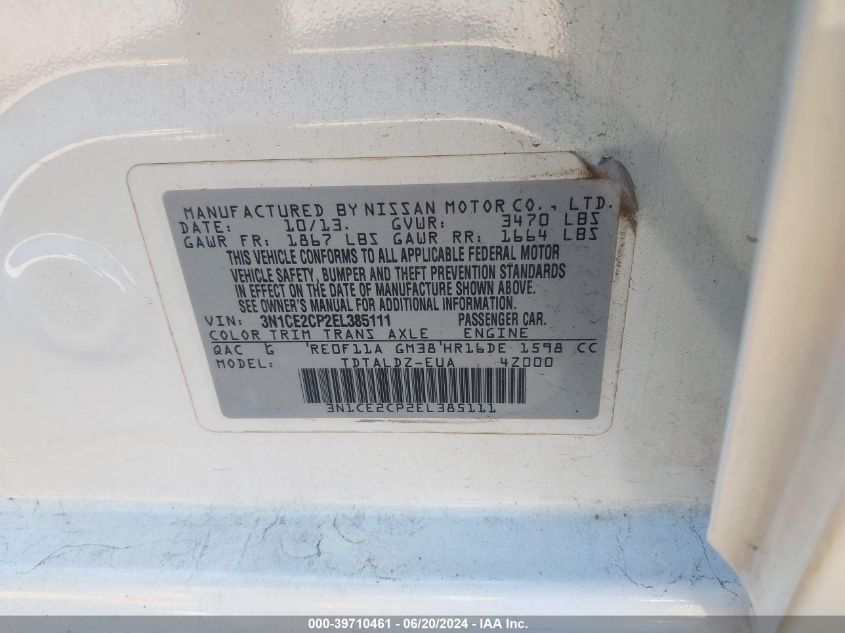 MANUFACTURED BY NISSAN MOTOR CO., LTD.
DATE: 10/13. GVWR: 3470 LBS
GAWR FR: 1867 LBS GAWR RR: 1664 LBS
THIS VEHICLE CONFORMS TO ALL APPLICABLE FEDERAL MOTOR
VEHICLE SAFETY, BUMPER AND THEFT PREVENTION STANDARDS
IN EFFECT ON THE DATE OF MANUFACTURE SHOWN ABOVE.
SEE OWNER'S MANUAL FOR ADDITIONAL INFORMATION.
VIN: 3N1CE2CP2EL385111 PASSENGER CAR.
COLOR TRIM TRANS AXLE ENGINE
QAC G 'RE0F11A GM38'HR16DE 1598 CC
MODEL: TDTALDZ-EUA 4Z000
3N1CE2CP2EL385111
000-39710461 - 06/20/2024 - IAA Inc.